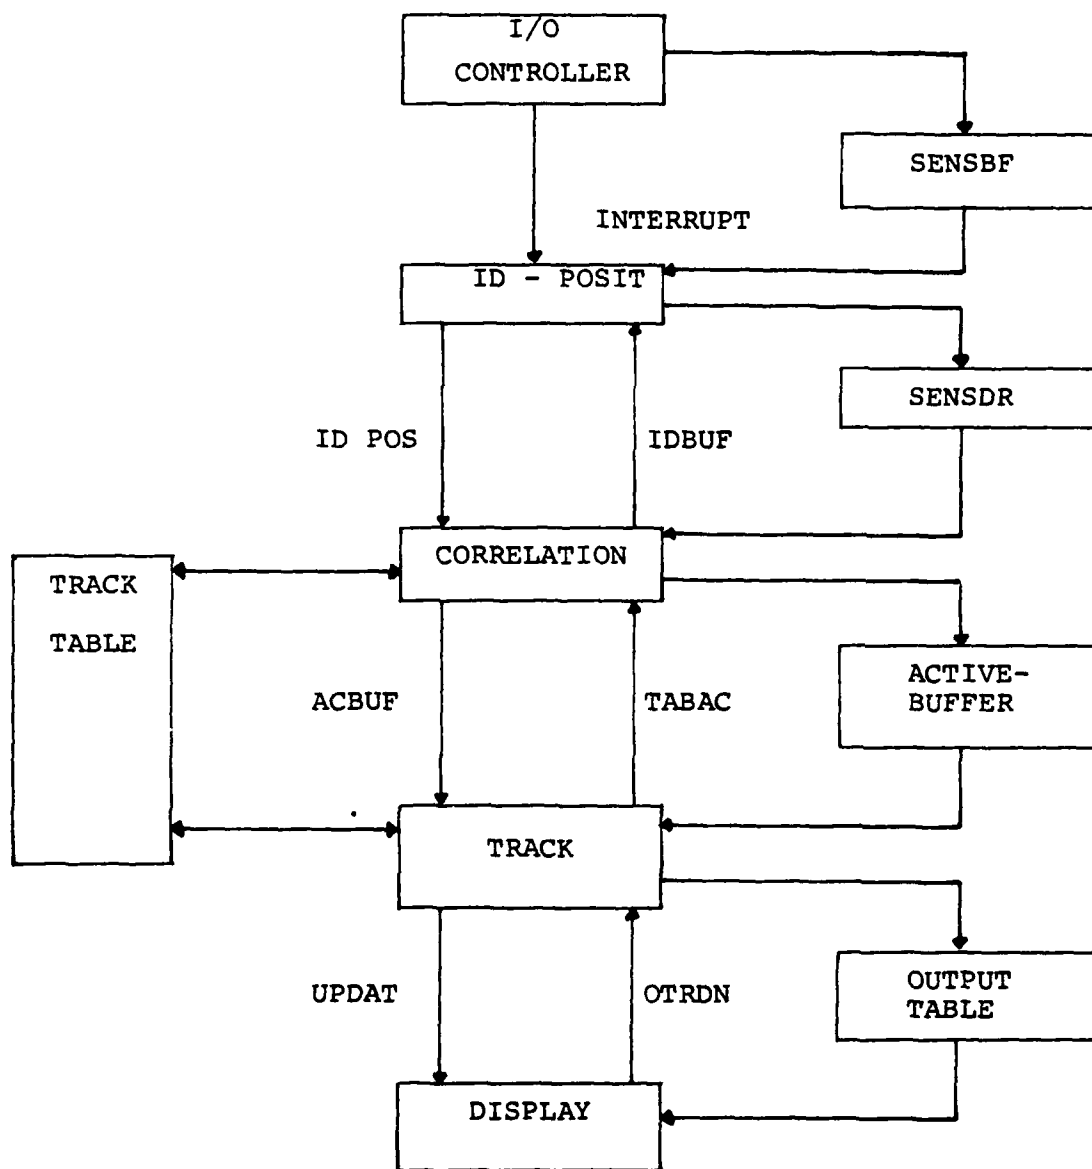 I/O
CONTROLLER
SENSBF
INTERRUPT
ID - POSIT
SENSDR
ID POS
IDBUF
CORRELATION
TRACK
TABLE
ACTIVE-
BUFFER
ACBUF
TABAC
TRACK
OUTPUT
TABLE
UPDAT
OTRDN
DISPLAY